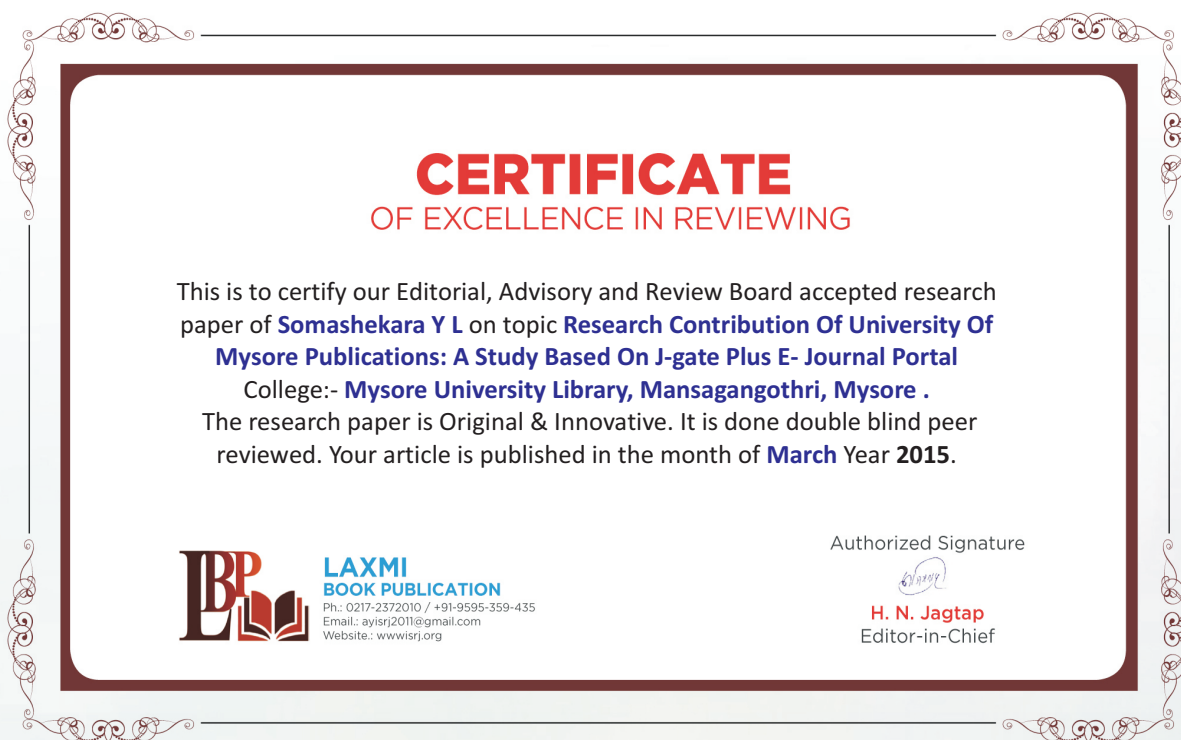 CERTIFICATE
OF EXCELLENCE IN REVIEWING
This is to certify our Editorial, Advisory and Review Board accepted research
paper of Somashekara Y L on topic Research Contribution Of University Of
Mysore Publications: A Study Based On J-gate Plus E- Journal Portal
College:- Mysore University Library, Mansagangothri, Mysore .
The research paper is Original & Innovative. It is done double blind peer
reviewed. Your article is published in the month of March Year 2015.
LBP
LAXMI
BOOK PUBLICATION
Ph.: 0217-2372010 / +91-9595-359-435
Email.: ayisrj2011@gmail.com
Website.: wwwisrj.org
Authorized Signature
H. N. Jagtap
Editor-in-Chief